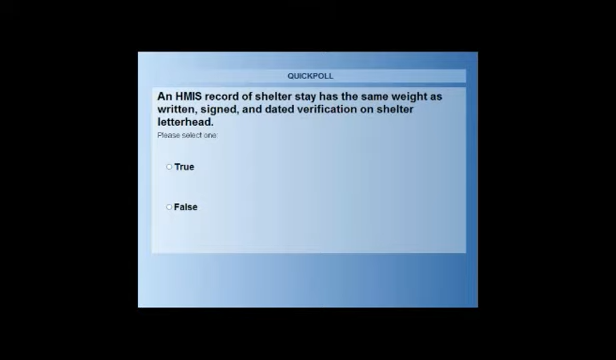 QUICKPOLL
An HMIS record of shelter stay has the same weight as
written, signed, and dated verification on shelter
letterhead.
Please select one:
True
False